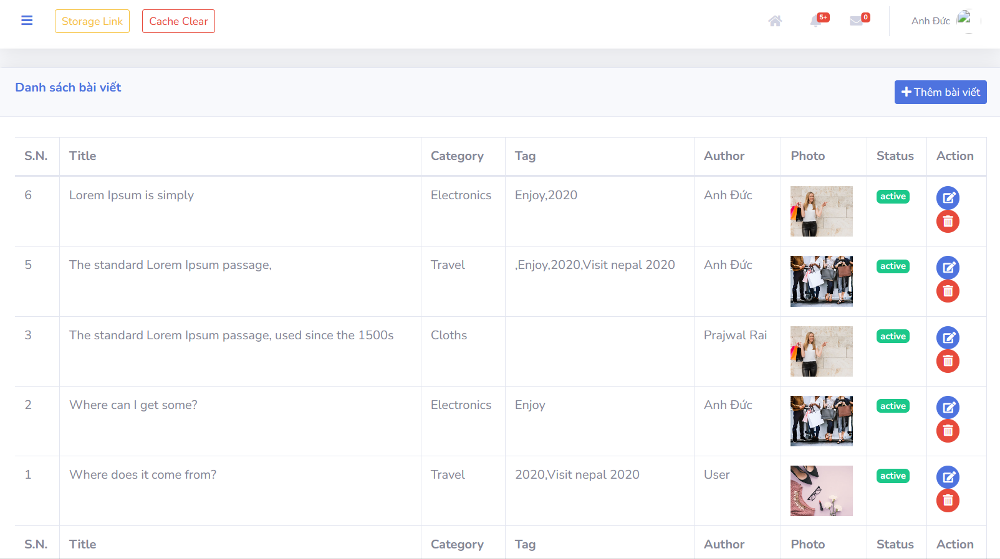 Storage Link Cache Clear 5+ 0 Anh Đức
Danh sách bài viết Thêm bài viết
S.N. Title Category Tag Author Photo Status Action
6 Lorem Ipsum is simply Electronics Enjoy,2020 Anh Đức active
5 The standard Lorem Ipsum passage, Travel ,Enjoy,2020,Visit nepal 2020 Anh Đức active
3 The standard Lorem Ipsum passage, used since the 1500s Cloths Prajwal Rai active
2 Where can I get some? Electronics Enjoy Anh Đức active
1 Where does it come from? Travel 2020,Visit nepal 2020 User active
S.N. Title Category Tag Author Photo Status Action